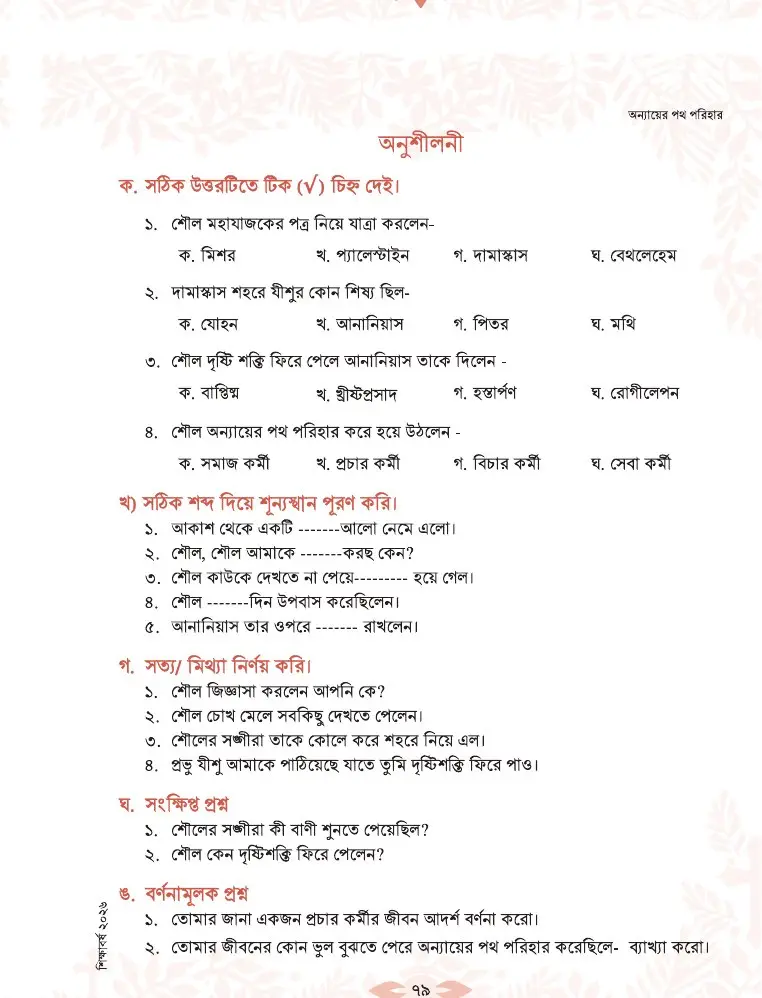 অন্যায়ের পথ পরিহার
অনুশীলনী
ক. সঠিক উত্তরটিতে টিক (√) চিহ্ন দেই।
১. শৌল মহাযাজকের পত্র নিয়ে যাত্রা করলেন-
ক. মিশর খ. প্যালেস্টাইন গ. দামাস্কাস ঘ. বেথলেহেম
২. দামাস্কাস শহরে যীশুর কোন শিষ্য ছিল-
ক. যোহন খ. আনানিয়াস গ. পিতর ঘ. মথি
৩. শৌল দৃষ্টি শক্তি ফিরে পেলে আনানিয়াস তাকে দিলেন -
ক. বাপ্তিষ্ম খ. খ্রীষ্টপ্রসাদ গ. হস্তার্পণ ঘ. রোগীলেপন
৪. শৌল অন্যায়ের পথ পরিহার করে হয়ে উঠলেন -
ক. সমাজ কর্মী খ. প্রচার কর্মী গ. বিচার কর্মী ঘ. সেবা কর্মী
খ) সঠিক শব্দ দিয়ে শূন্যস্থান পূরণ করি।
১. আকাশ থেকে একটি -------আলো নেমে এলো।
২. শৌল, শৌল আমাকে -------করছ কেন?
৩. শৌল কাউকে দেখতে না পেয়ে--------- হয়ে গেল।
৪. শৌল -------দিন উপবাস করেছিলেন।
৫. আনানিয়াস তার ওপরে ------- রাখলেন।
গ. সত্য/ মিথ্যা নির্ণয় করি।
১. শৌল জিজ্ঞাসা করলেন আপনি কে?
২. শৌল চোখ মেলে সবকিছু দেখতে পেলেন।
৩. শৌলের সঙ্গীরা তাকে কোলে করে শহরে নিয়ে এল।
৪. প্রভু যীশু আমাকে পাঠিয়েছে যাতে তুমি দৃষ্টিশক্তি ফিরে পাও।
ঘ. সংক্ষিপ্ত প্রশ্ন
১. শৌলের সঙ্গীরা কী বাণী শুনতে পেয়েছিল?
২. শৌল কেন দৃষ্টিশক্তি ফিরে পেলেন?
ঙ. বর্ণনামূলক প্রশ্ন
১. তোমার জানা একজন প্রচার কর্মীর জীবন আদর্শ বর্ণনা করো।
২. তোমার জীবনের কোন ভুল বুঝতে পেরে অন্যায়ের পথ পরিহার করেছিলে- ব্যাখ্যা করো।
শিক্ষাবর্ষ ২০২৬
৭৯